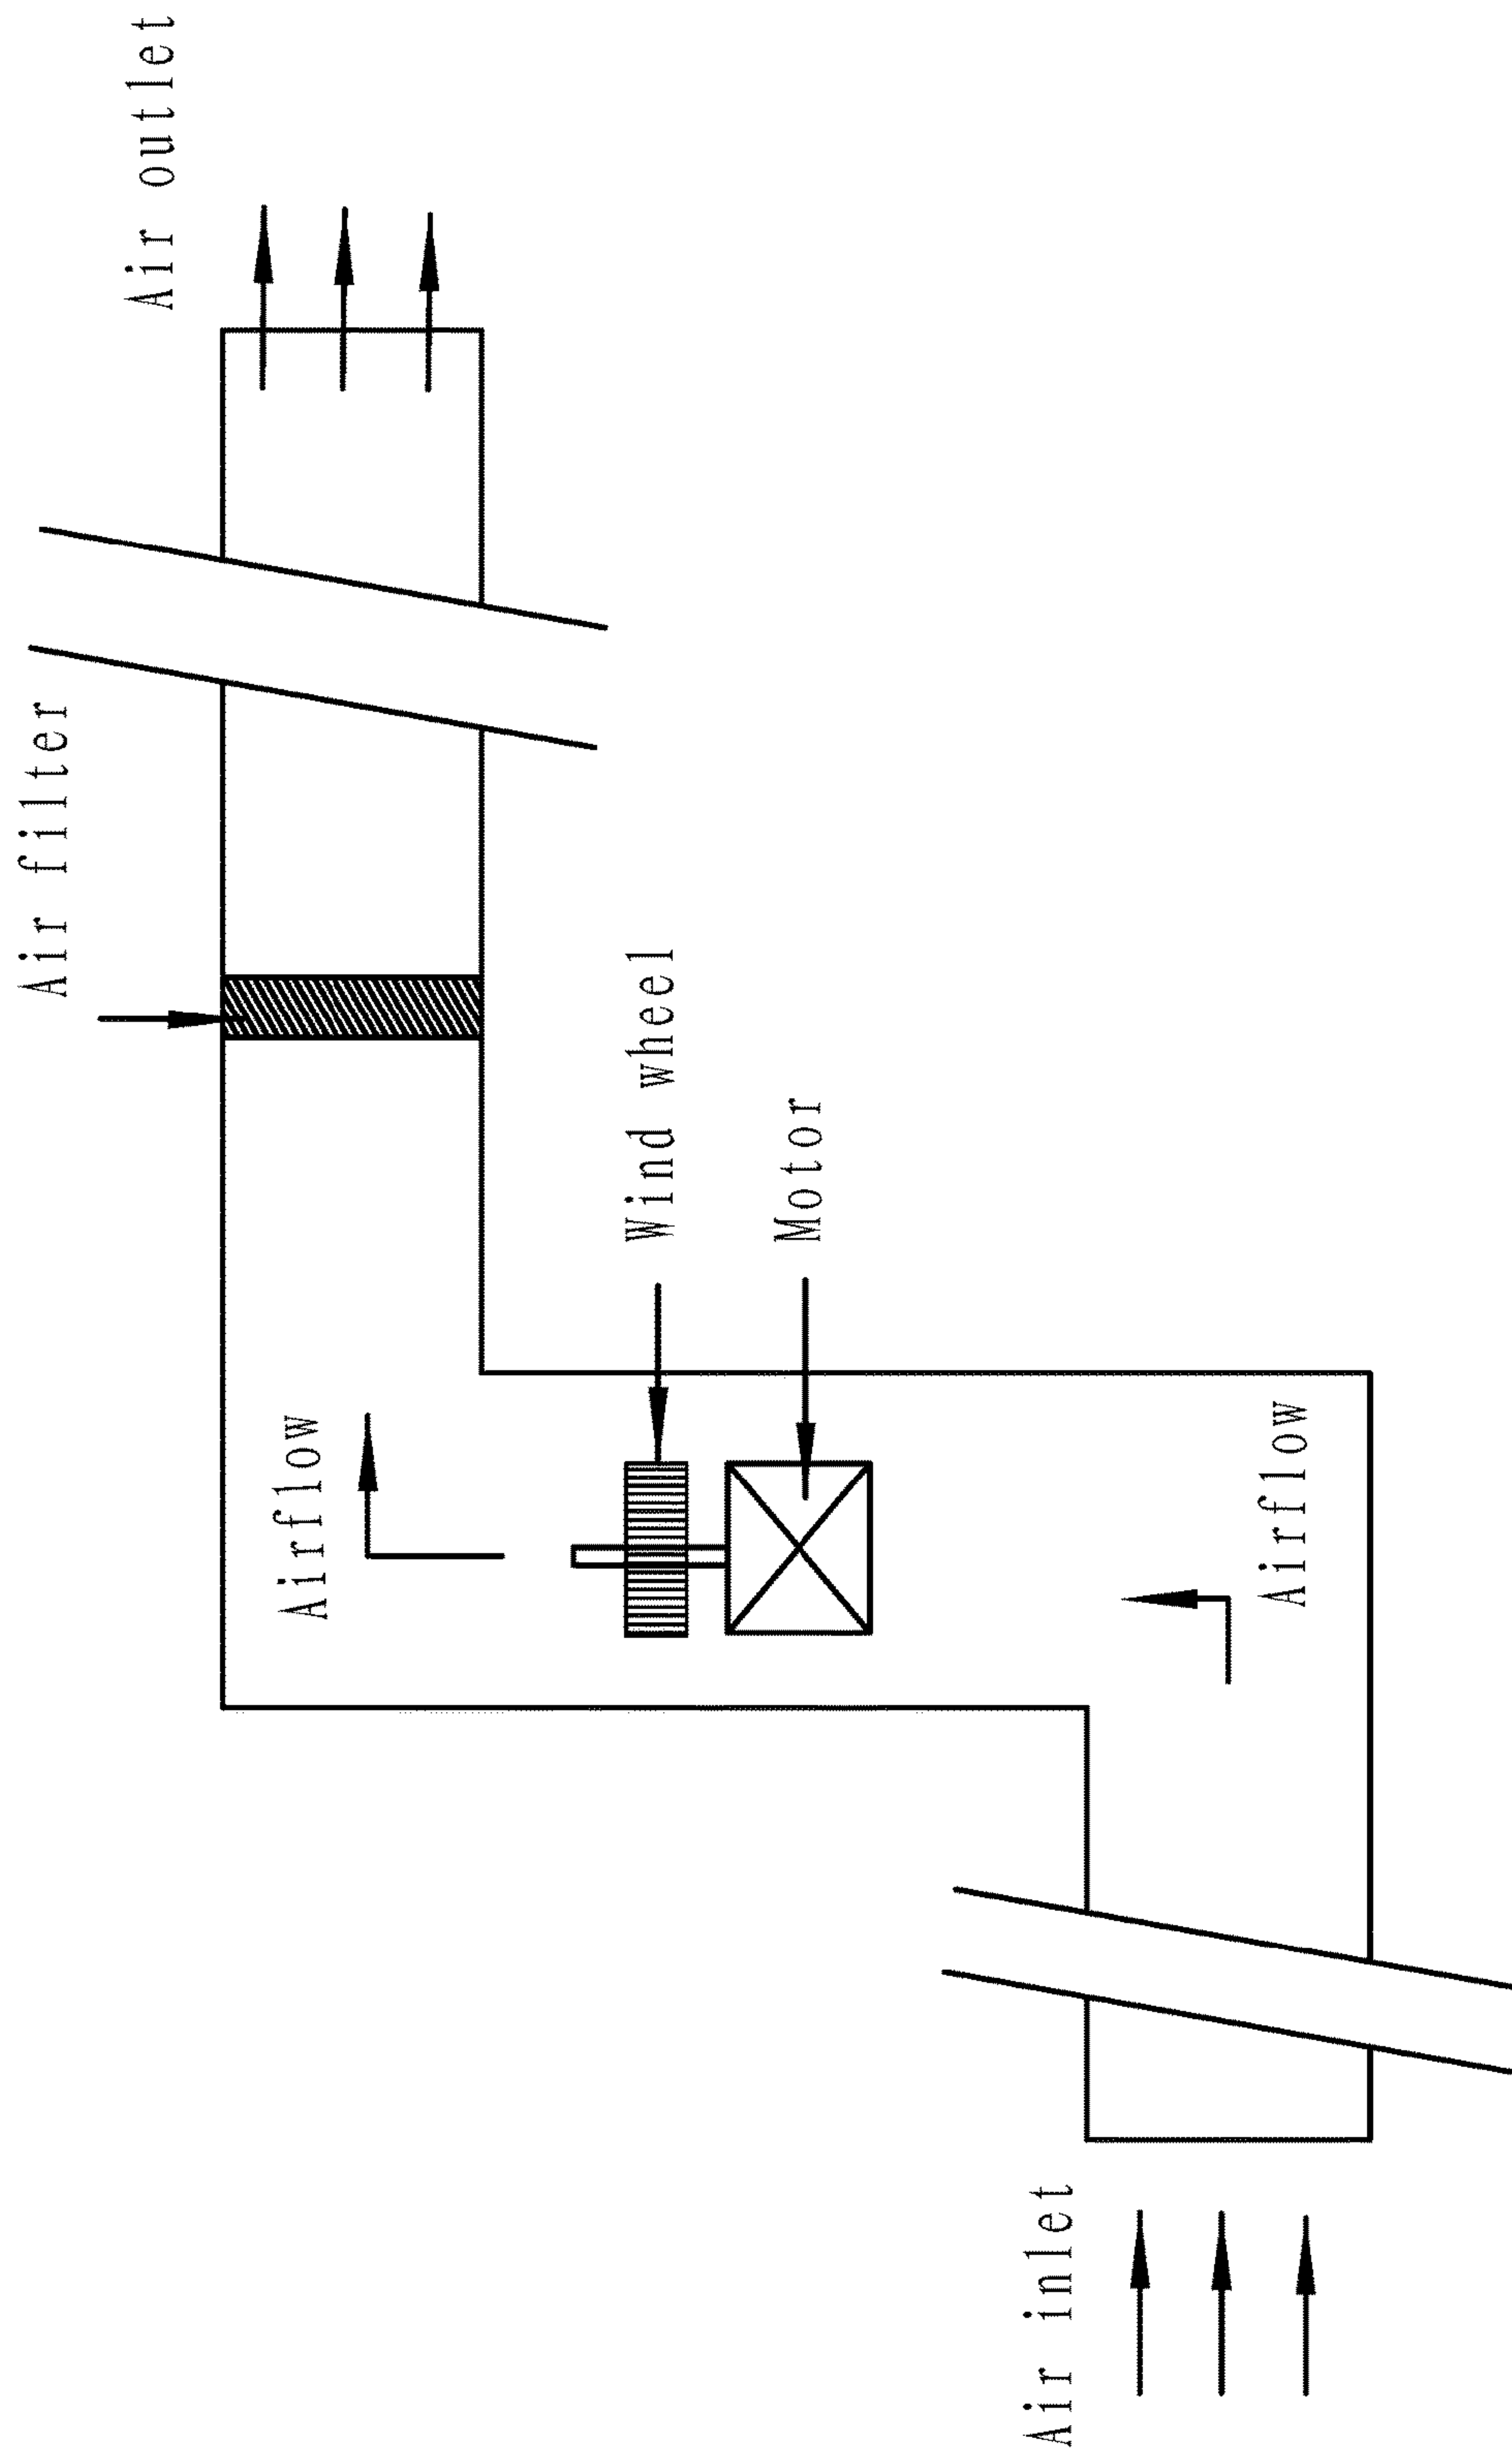 Air outlet
Air filter
Wind wheel
Motor
Airflow
Airflow
Air inlet